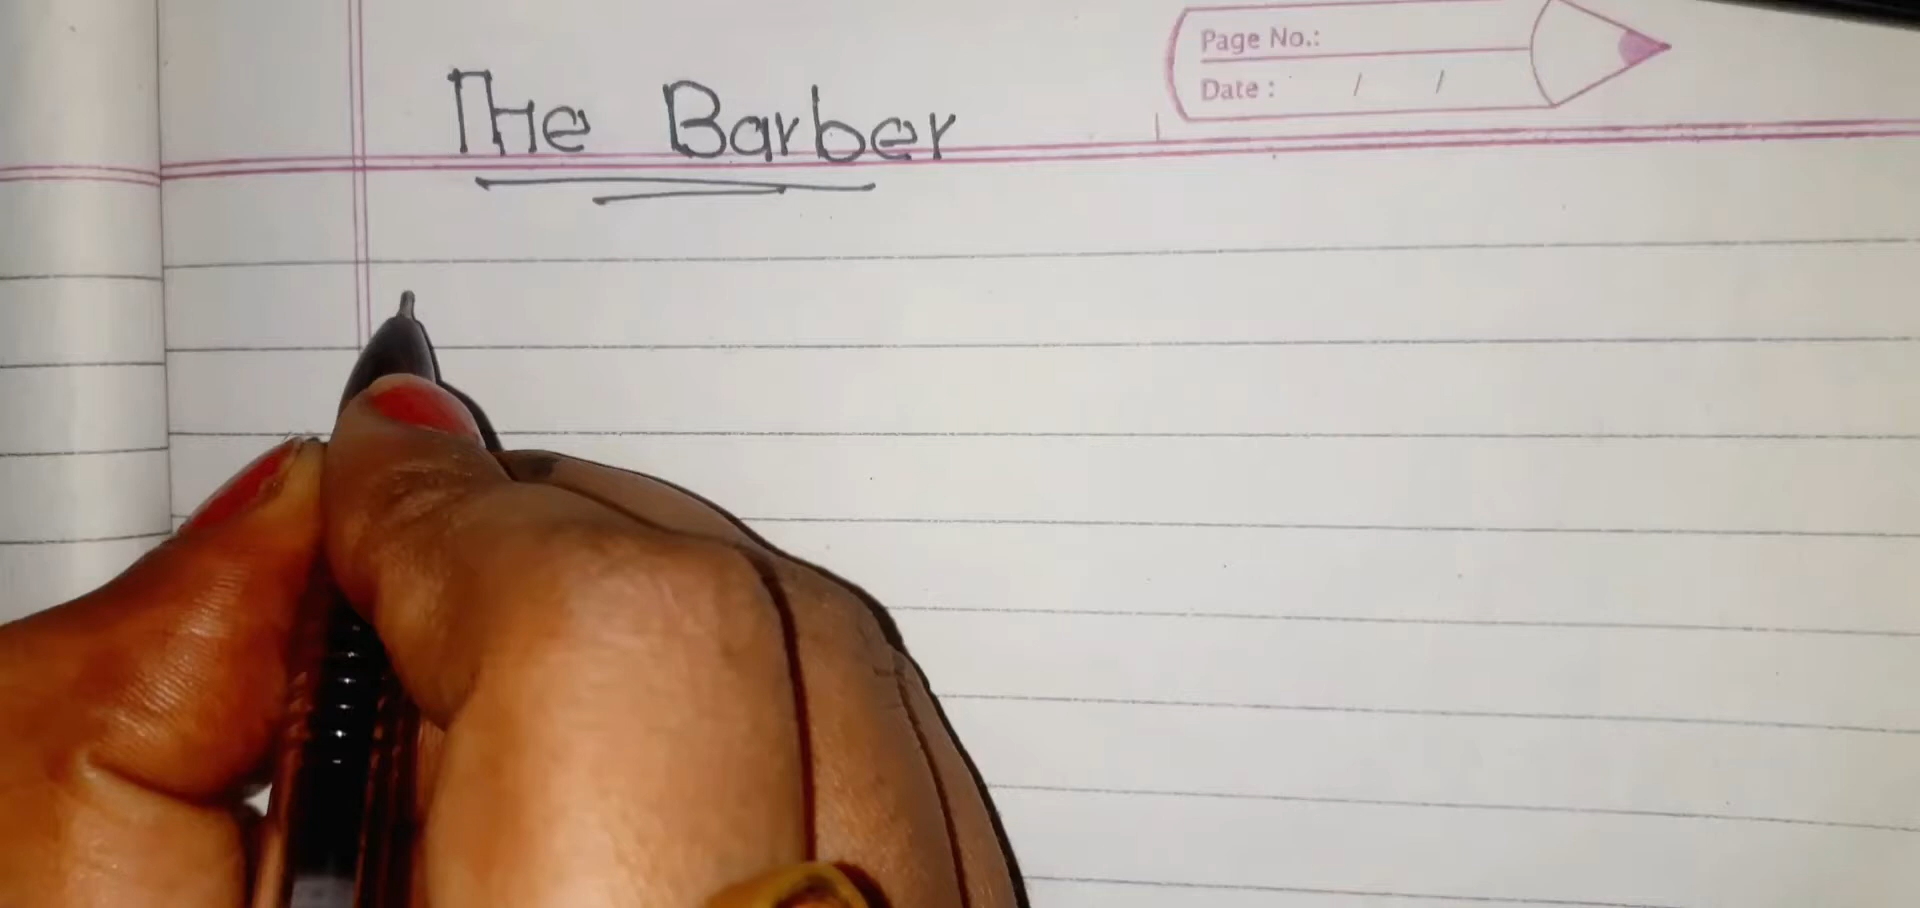 The Barber
Page No.:
Date : / /